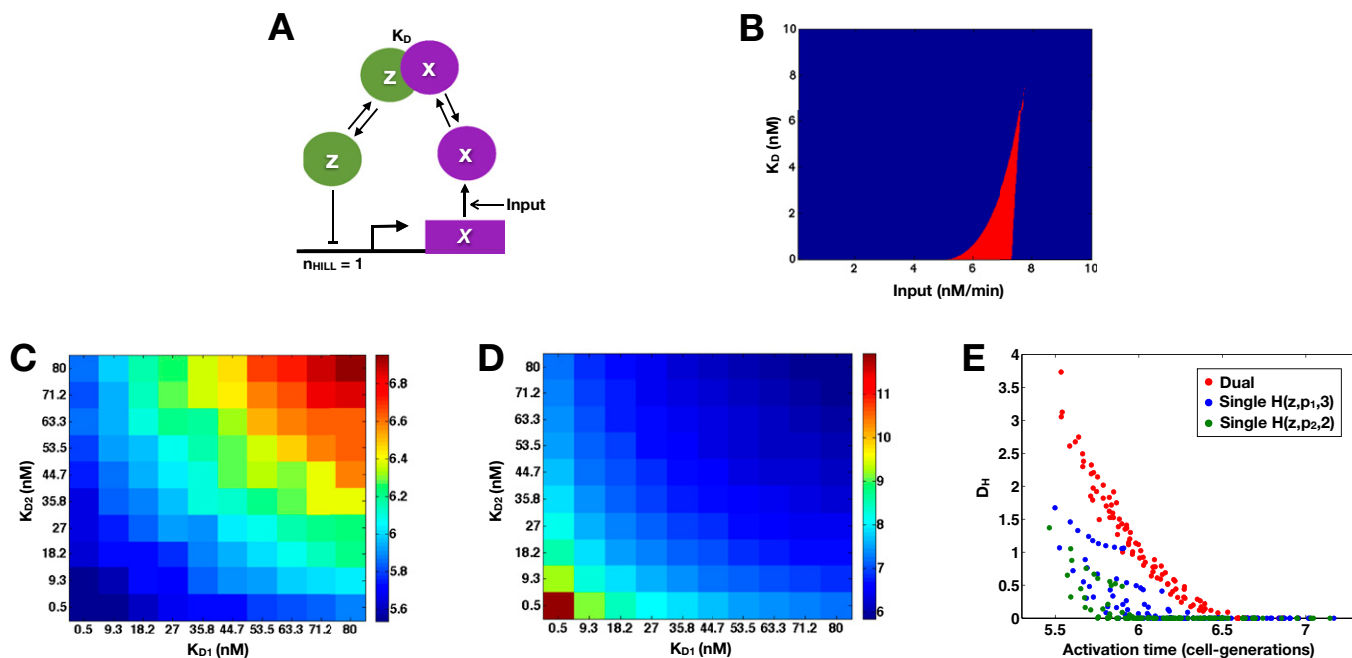 A
K_D
z x
z
x
Input
X
n_HILL = 1
B
10
8
6
4
2
0
K_D (nM)
2 4 6 8 10
Input (nM/min)
C
80
71.2
63.3
53.5
44.7
35.8
27
18.2
9.3
0.5
K_D2 (nM)
0.5 9.3 18.2 27 35.8 44.7 53.5 63.3 71.2 80
K_D1 (nM)
6.8
6.6
6.4
6.2
6
5.8
5.6
D
80
71.2
63.3
53.5
44.7
35.8
27
18.2
9.3
0.5
K_D2 (nM)
0.5 9.3 18.2 27 35.8 44.7 53.5 63.3 71.2 80
K_D1 (nM)
11
10
9
8
7
6
E
4
3.5
3
2.5
2
1.5
1
0.5
0
D_H
Dual
Single H(z,p₁,3)
Single H(z,p₂,2)
5.5 6 6.5 7
Activation time (cell-generations)